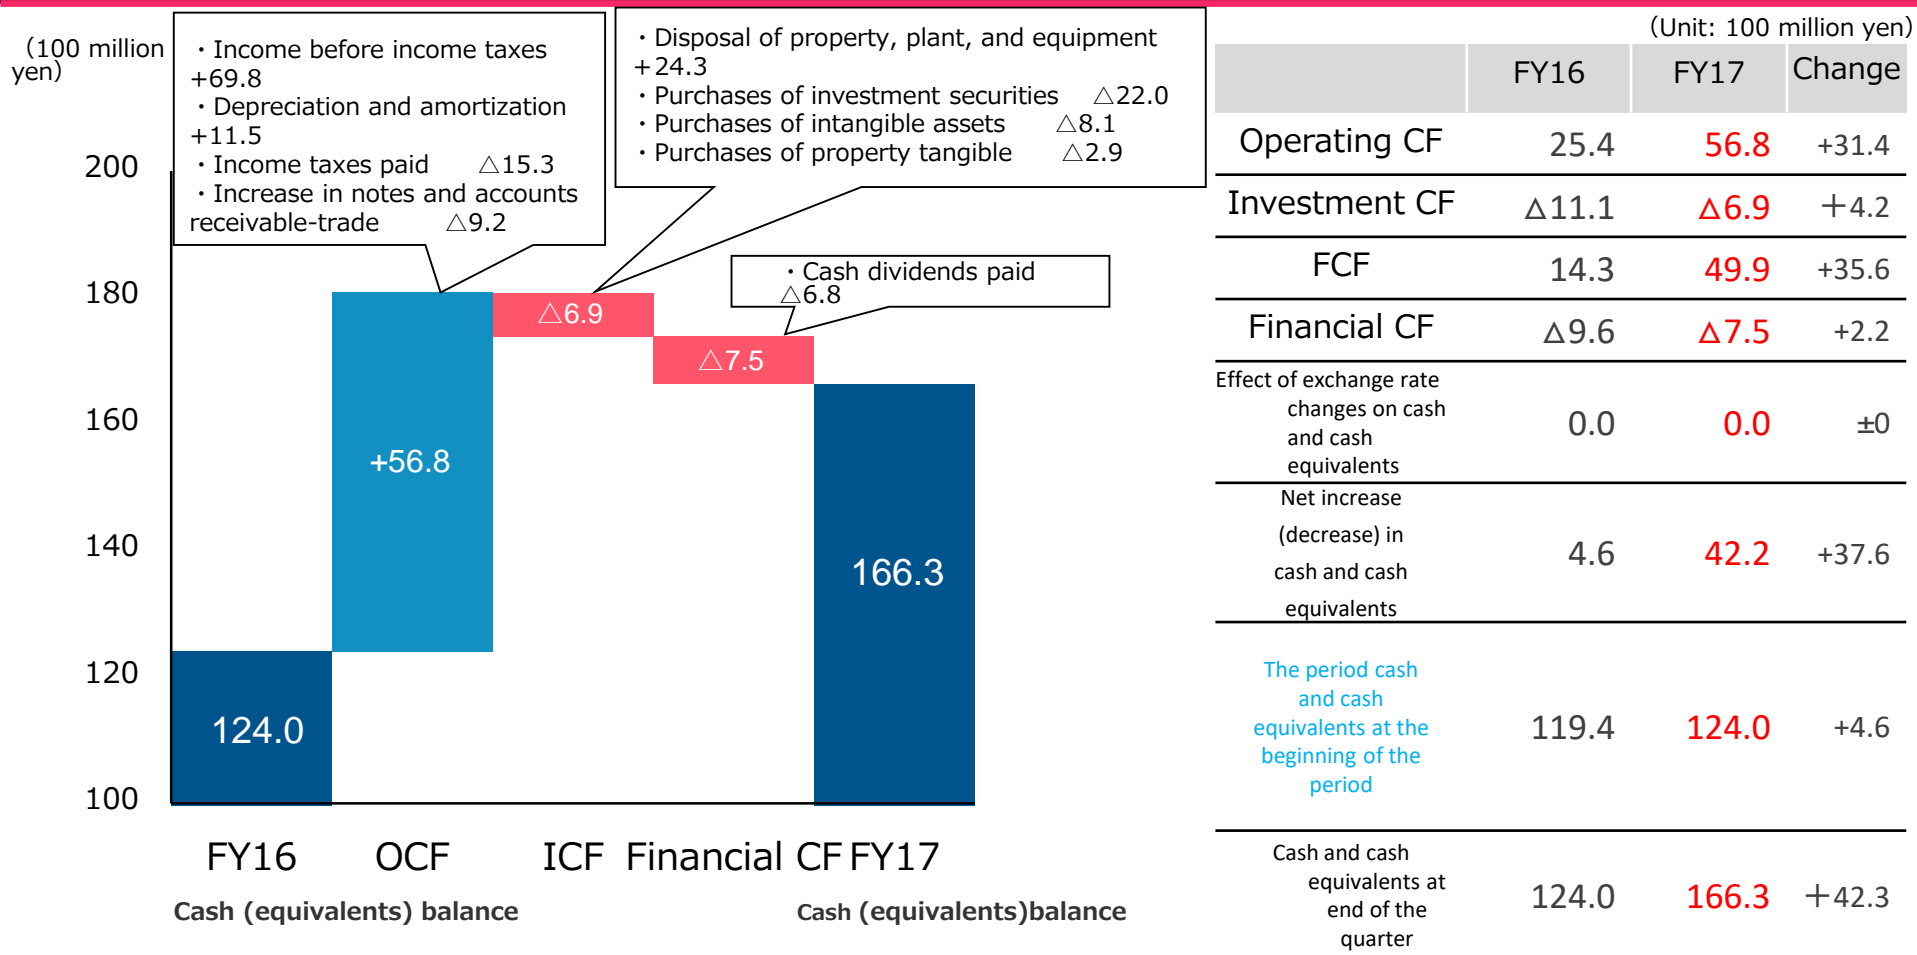 （100 million
yen）
・Income before income taxes
+69.8
・Depreciation and amortization
+11.5
・Income taxes paid △15.3
・Increase in notes and accounts
receivable-trade △9.2
・Disposal of property, plant, and equipment
+24.3
・Purchases of investment securities △22.0
・Purchases of intangible assets △8.1
・Purchases of property tangible △2.9
・Cash dividends paid
△6.8
200
180
160
140
120
100
124.0
+56.8
△6.9
△7.5
166.3
FY16 OCF ICF Financial CF FY17
Cash (equivalents) balance
Cash (equivalents)balance
（Unit: 100 million yen）
FY16 FY17 Change
Operating CF 25.4 56.8 +31.4
Investment CF △11.1 △6.9 ＋4.2
FCF 14.3 49.9 +35.6
Financial CF △9.6 △7.5 +2.2
Effect of exchange rate
changes on cash
and cash
equivalents
0.0 0.0 ±0
Net increase
(decrease) in
cash and cash
equivalents
4.6 42.2 +37.6
The period cash
and cash
equivalents at the
beginning of the
period
119.4 124.0 +4.6
Cash and cash
equivalents at
end of the
quarter
124.0 166.3 ＋42.3